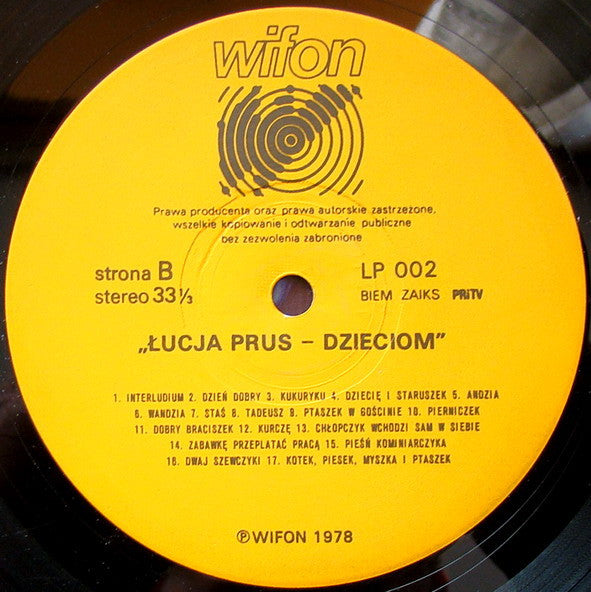 wifon
Prawa producenta oraz prawa autorskie zastrzeżone,
wszelkie kopiowanie i odtwarzanie publiczne
bez zezwolenia zabronione
strona B LP 002
stereo 33⅓ BIEM ZAIKS PRiTV
„ŁUCJA PRUS – DZIECIOM”
1. INTERLUDIUM 2. DZIEŃ DOBRY 3. KUKURYKU 4. DZIECIĘ I STARUSZEK 5. ANDZIA
6. WANDZIA 7. STAŚ 8. TADEUSZ 9. PTASZEK W GOŚCINIE 10. PIERNICZEK
11. DOBRY BRACISZEK 12. KURCZĘ 13. CHŁOPCZYK WCHODZI SAM W SIEBIE
14. ZABAWKĘ PRZEPLATAĆ PRACĄ 15. PIEŚŃ KOMINIARCZYKA
16. DWAJ SZEWCZYKI 17. KOTEK, PIESEK, MYSZKA I PTASZEK
℗ WIFON 1978